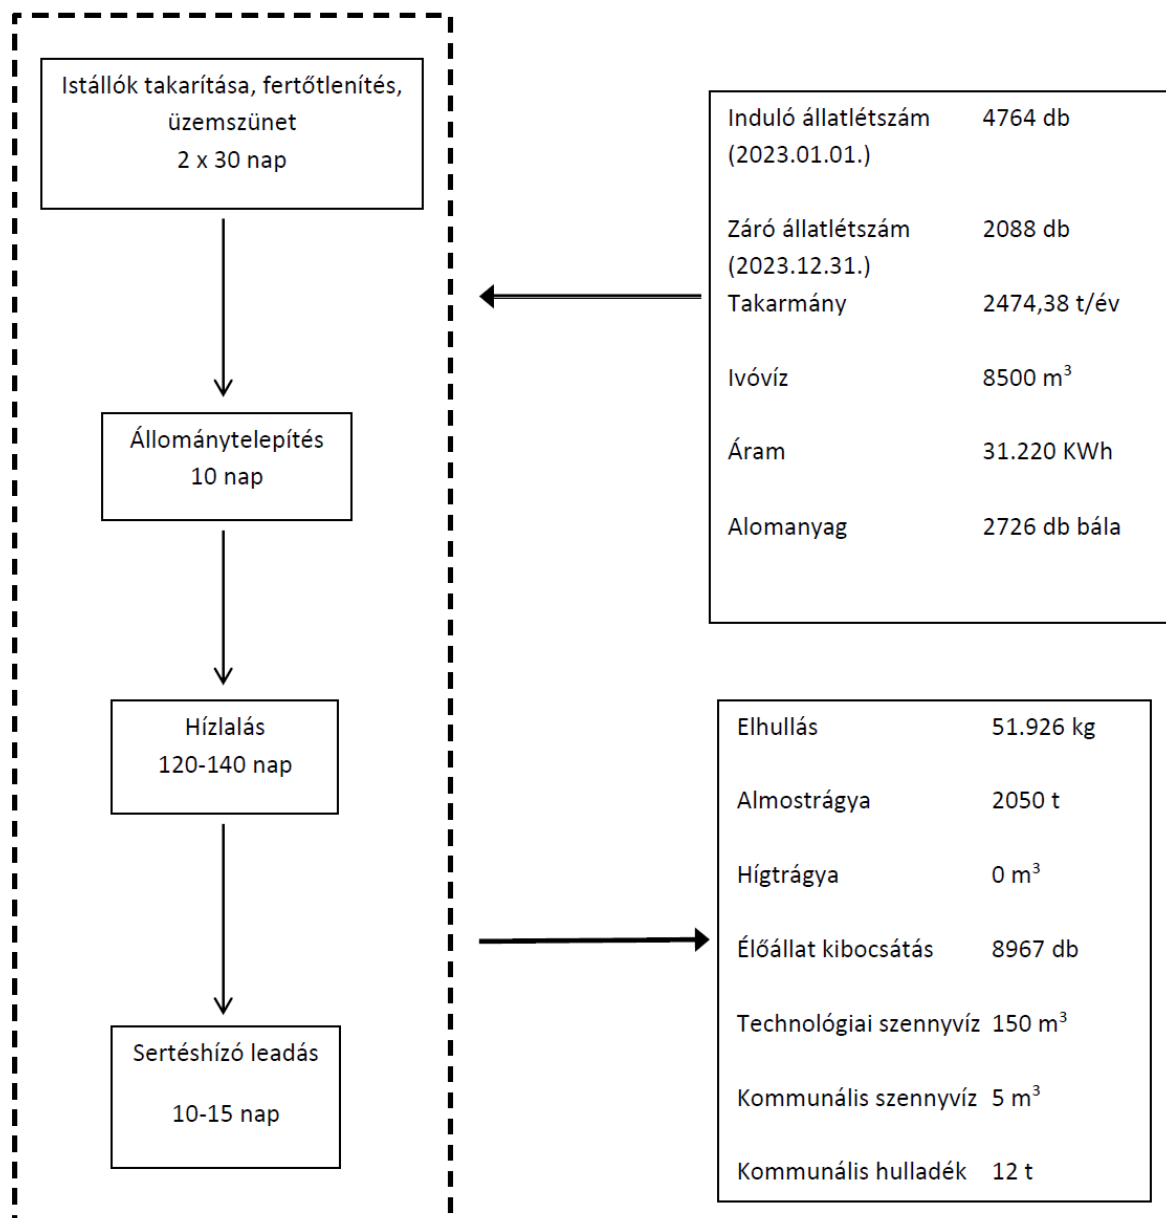 Istállók takarítása, fertőtlenítés,
üzemszünet
2 x 30 nap
Állománytelepítés
10 nap
Hízlalás
120-140 nap
Sertéshízó leadás
10-15 nap
Induló állatlétszám 4764 db
(2023.01.01.)
Záró állatlétszám 2088 db
(2023.12.31.)
Takarmány 2474,38 t/év
Ivóvíz 8500 m³
Áram 31.220 KWh
Alomanyag 2726 db bála
Elhullás 51.926 kg
Almostrágya 2050 t
Hígtrágya 0 m³
Élőállat kibocsátás 8967 db
Technológiai szennyvíz 150 m³
Kommunális szennyvíz 5 m³
Kommunális hulladék 12 t